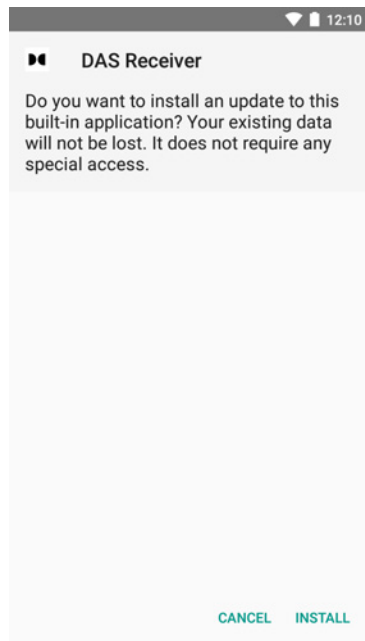 12:10
DAS Receiver
Do you want to install an update to this
built-in application? Your existing data
will not be lost. It does not require any
special access.
CANCEL INSTALL